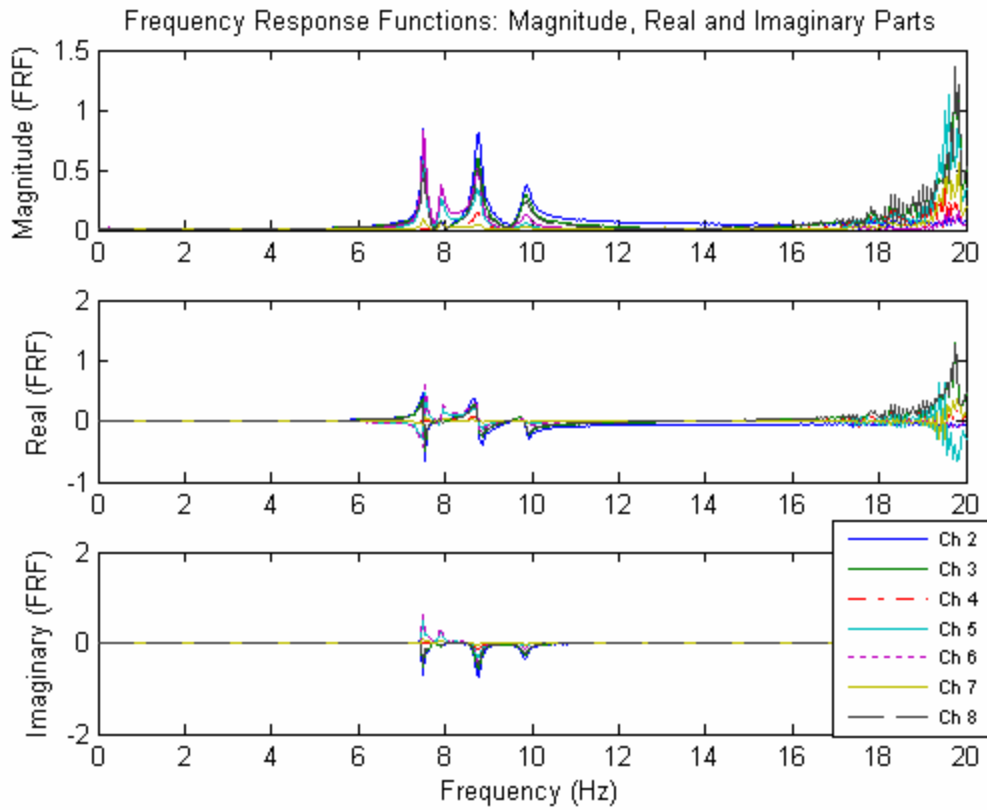 Frequency Response Functions: Magnitude, Real and Imaginary Parts
Magnitude (FRF)
1.5
1
0.5
0
0 2 4 6 8 10 12 14 16 18 20
Real (FRF)
2
1
0
-1
0 2 4 6 8 10 12 14 16 18 20
Imaginary (FRF)
2
0
-2
0 2 4 6 8 10 12 14 16 18 20
Frequency (Hz)
Ch 2
Ch 3
Ch 4
Ch 5
Ch 6
Ch 7
Ch 8